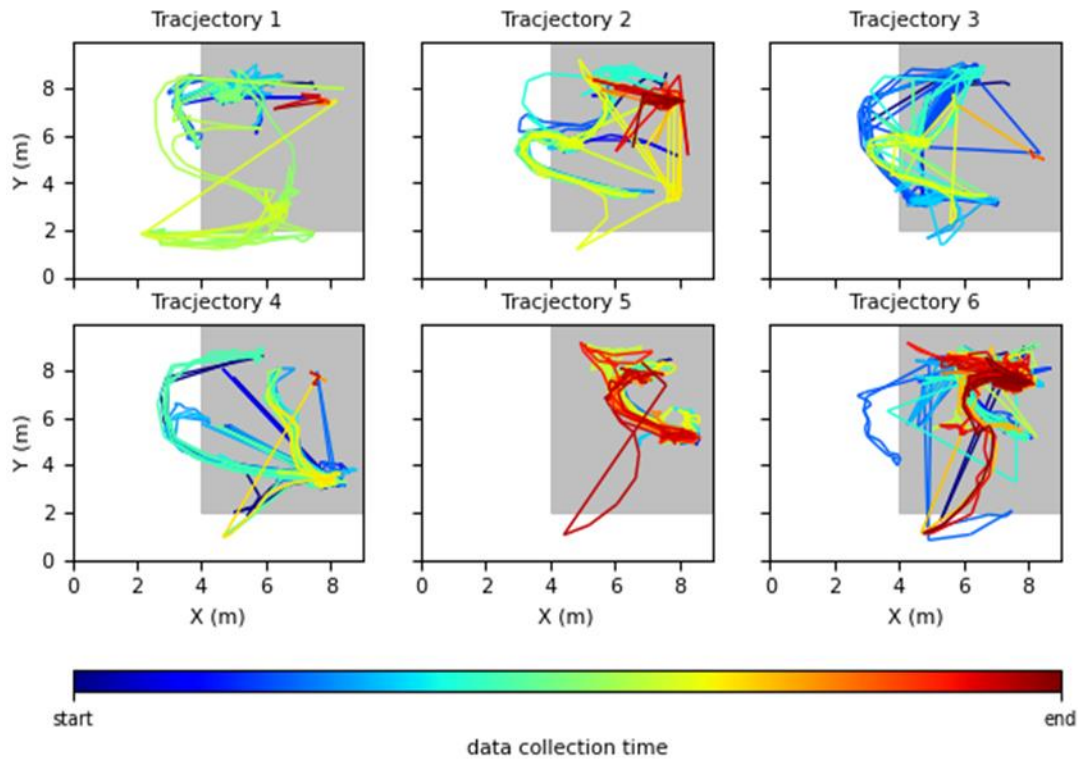 Tracjectory 1 Tracjectory 2 Tracjectory 3
8
6
4
2
0
Y (m)
Tracjectory 4 Tracjectory 5 Tracjectory 6
8
6
4
2
0
Y (m)
0 2 4 6 8 0 2 4 6 8 0 2 4 6 8
X (m) X (m) X (m)
start end
data collection time